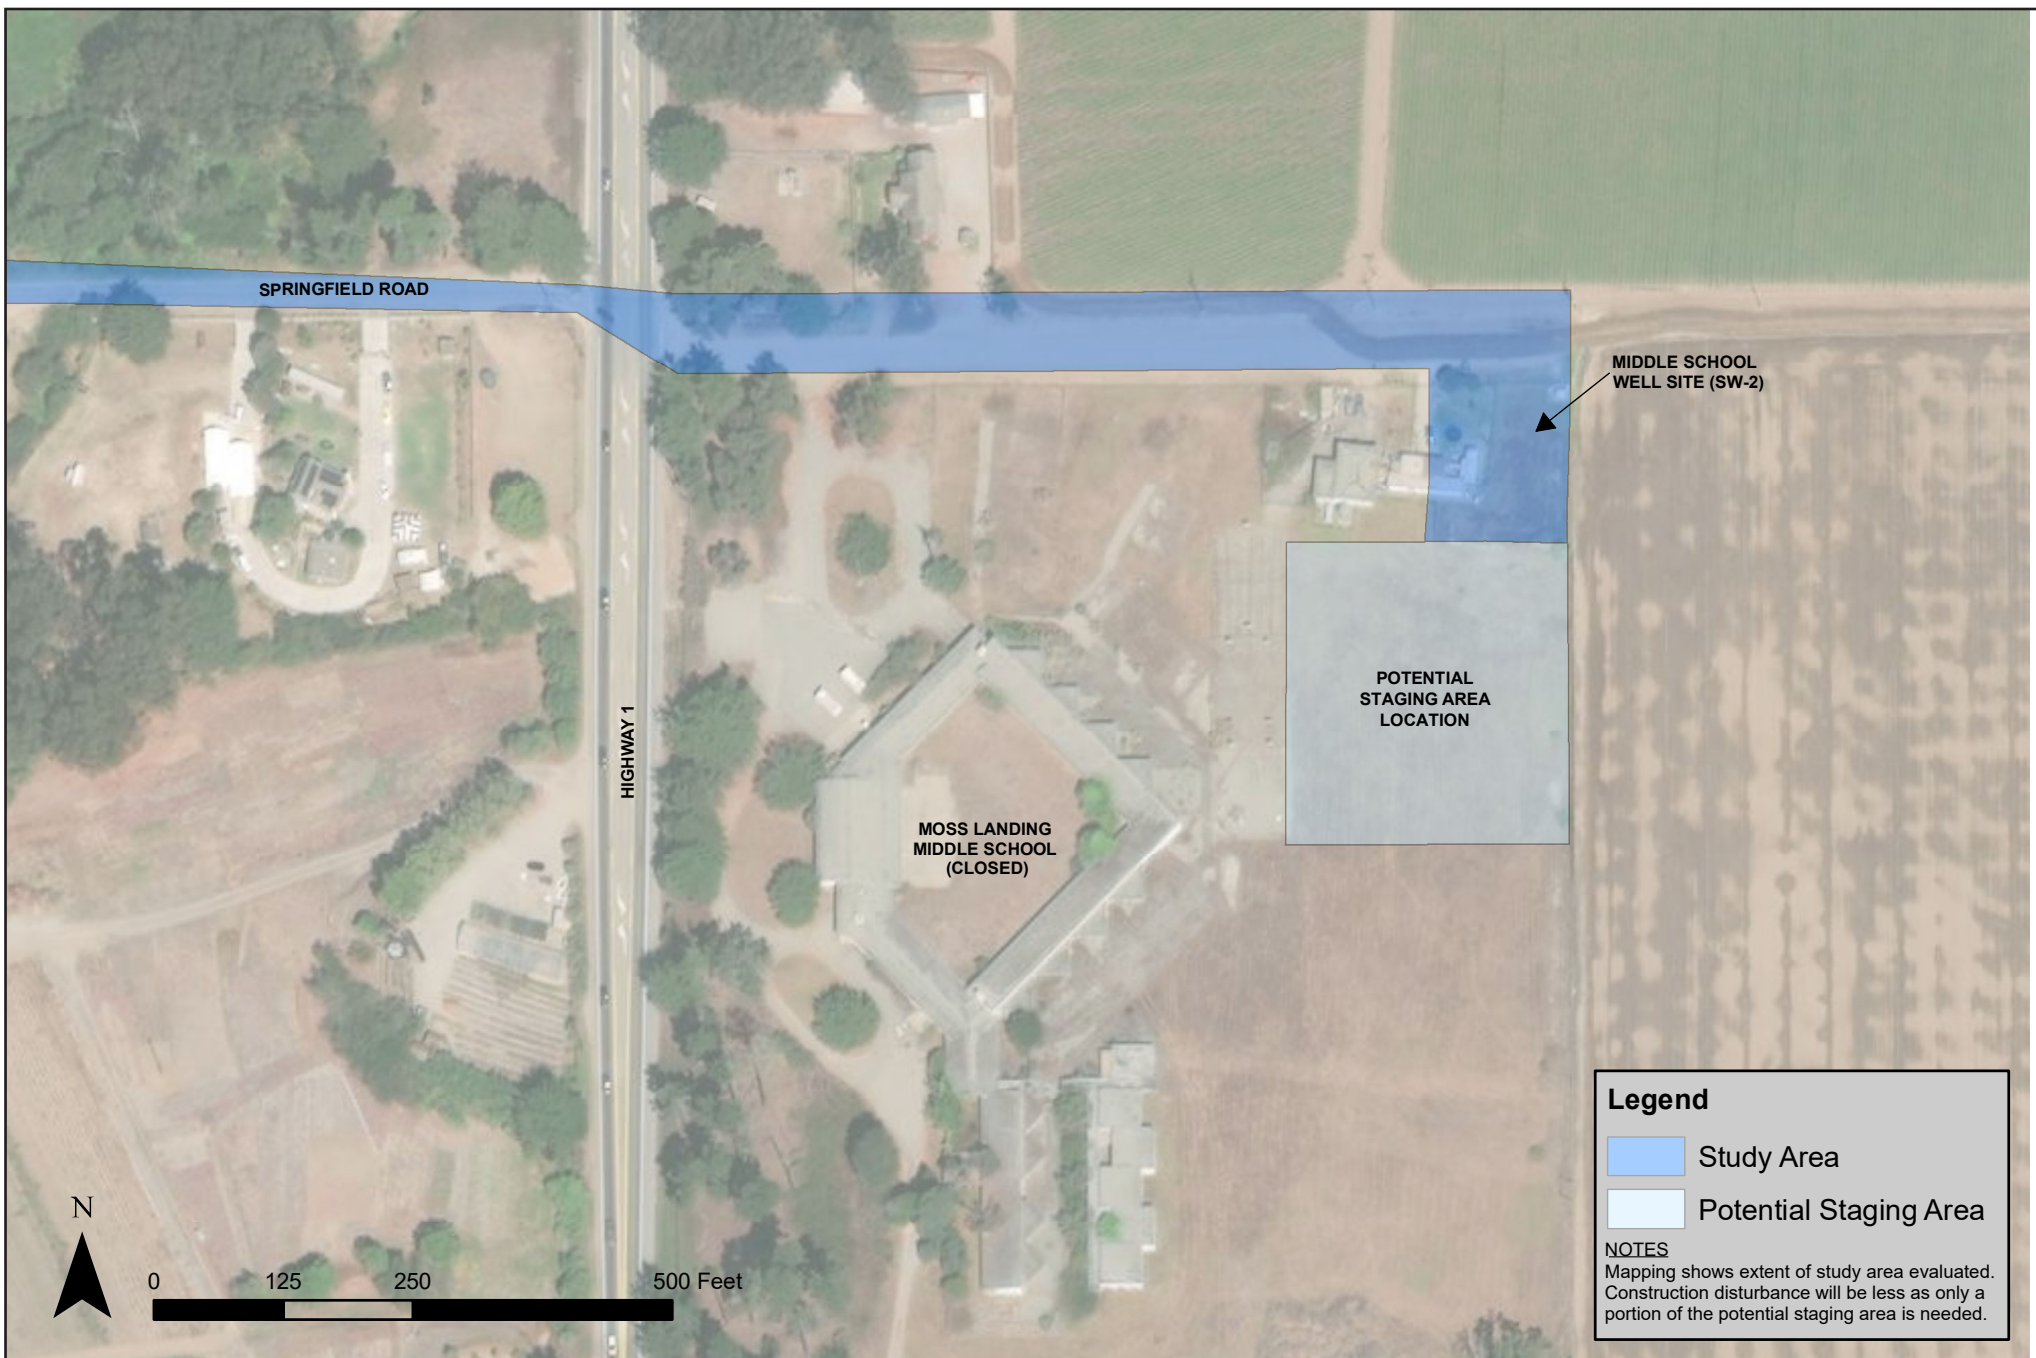 SPRINGFIELD ROAD
MIDDLE SCHOOL
WELL SITE (SW-2)
POTENTIAL
STAGING AREA
LOCATION
HIGHWAY 1
MOSS LANDING
MIDDLE SCHOOL
(CLOSED)
N
0 125 250 500 Feet
Legend
Study Area
Potential Staging Area
NOTES
Mapping shows extent of study area evaluated.
Construction disturbance will be less as only a
portion of the potential staging area is needed.